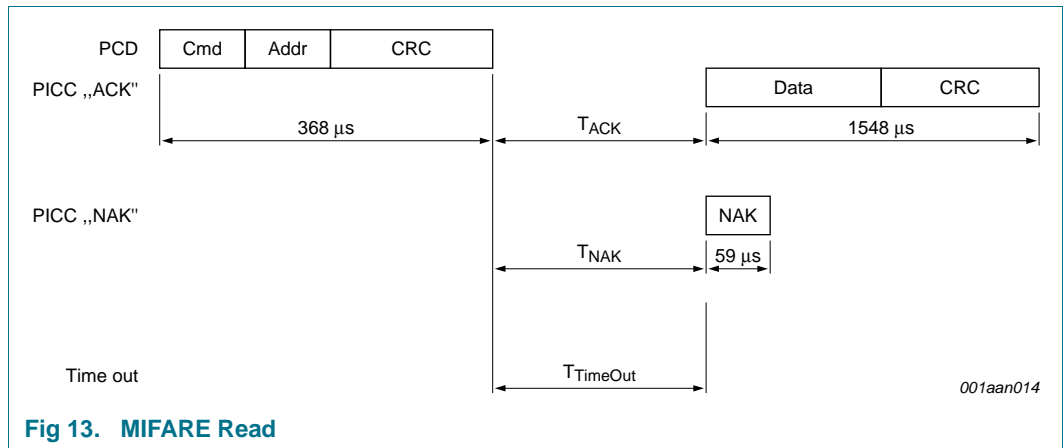 PCD Cmd Addr CRC
PICC ,,ACK" Data CRC
368 μs TACK 1548 μs
PICC ,,NAK" NAK
TNAK 59 μs
Time out TTimeOut 001aan014
Fig 13. MIFARE Read